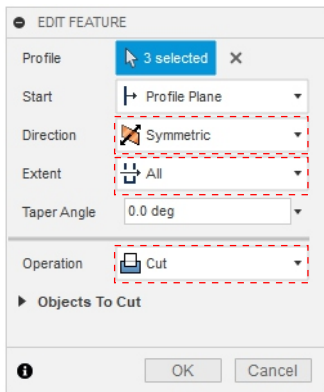 EDIT FEATURE
Profile 3 selected
Start Profile Plane
Direction Symmetric
Extent All
Taper Angle 0.0 deg
Operation Cut
Objects To Cut
OK Cancel